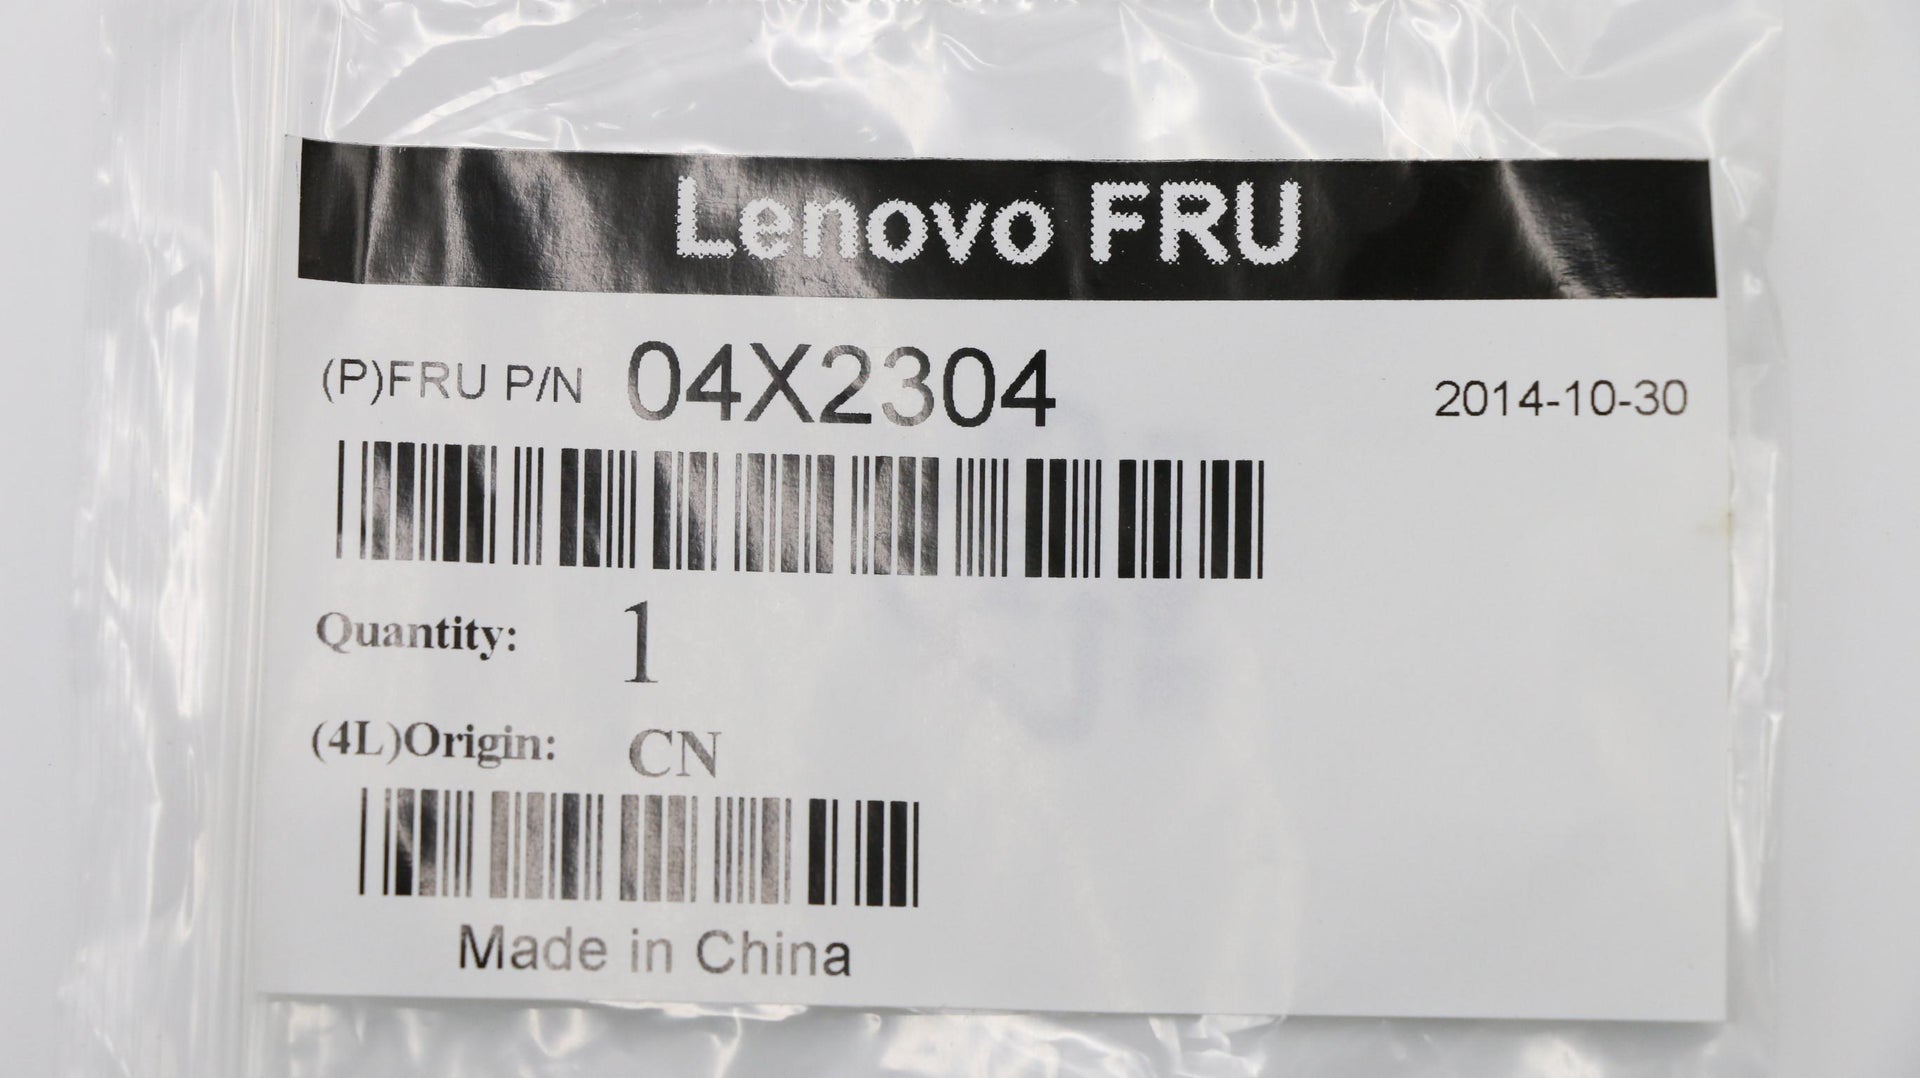 Lenovo FRU
(P)FRU P/N 04X2304 2014-10-30
Quantity: 1
(4L)Origin: CN
Made in China